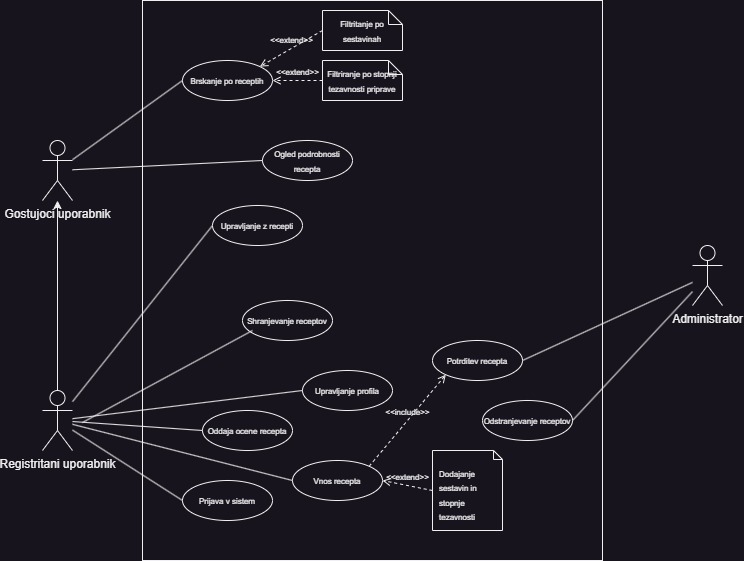 Filtritanje po
sestavinah
<<extend>>
Brskanje po receptih
<<extend>>
Filtriranje po stopnji
tezavnosti priprave
Ogled podrobnosti
recepta
Gostujoci uporabnik
Upravljanje z recepti
Shranjevanje receptov
Administrator
Potrditev recepta
Upravljanje profila
<<include>>
Oddaja ocene recepta
Odstranjevanje receptov
Registritani uporabnik
Vnos recepta
<<extend>>
Dodajanje
sestavin in
stopnje
tezavnosti
Prijava v sistem